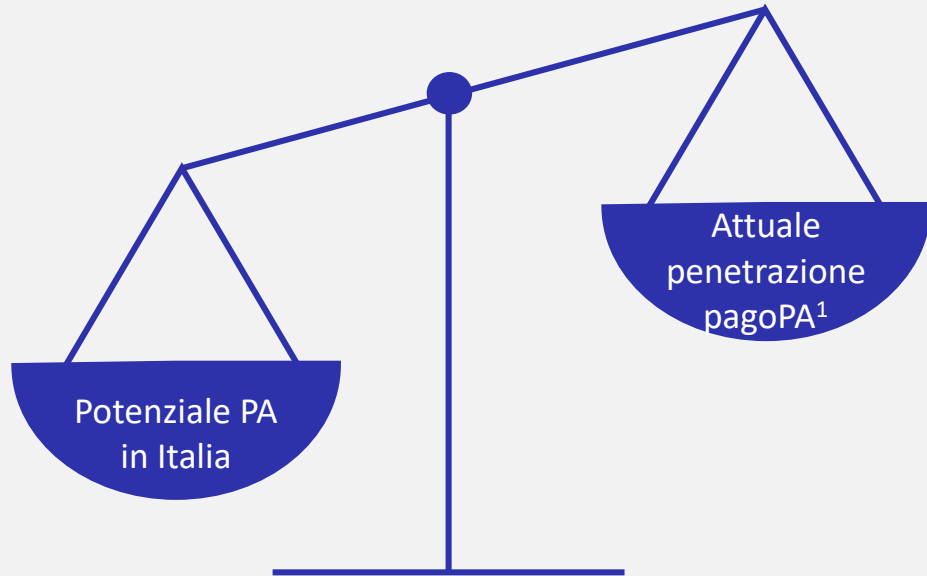 Potenziale PA
in Italia
Attuale
penetrazione
pagoPA¹